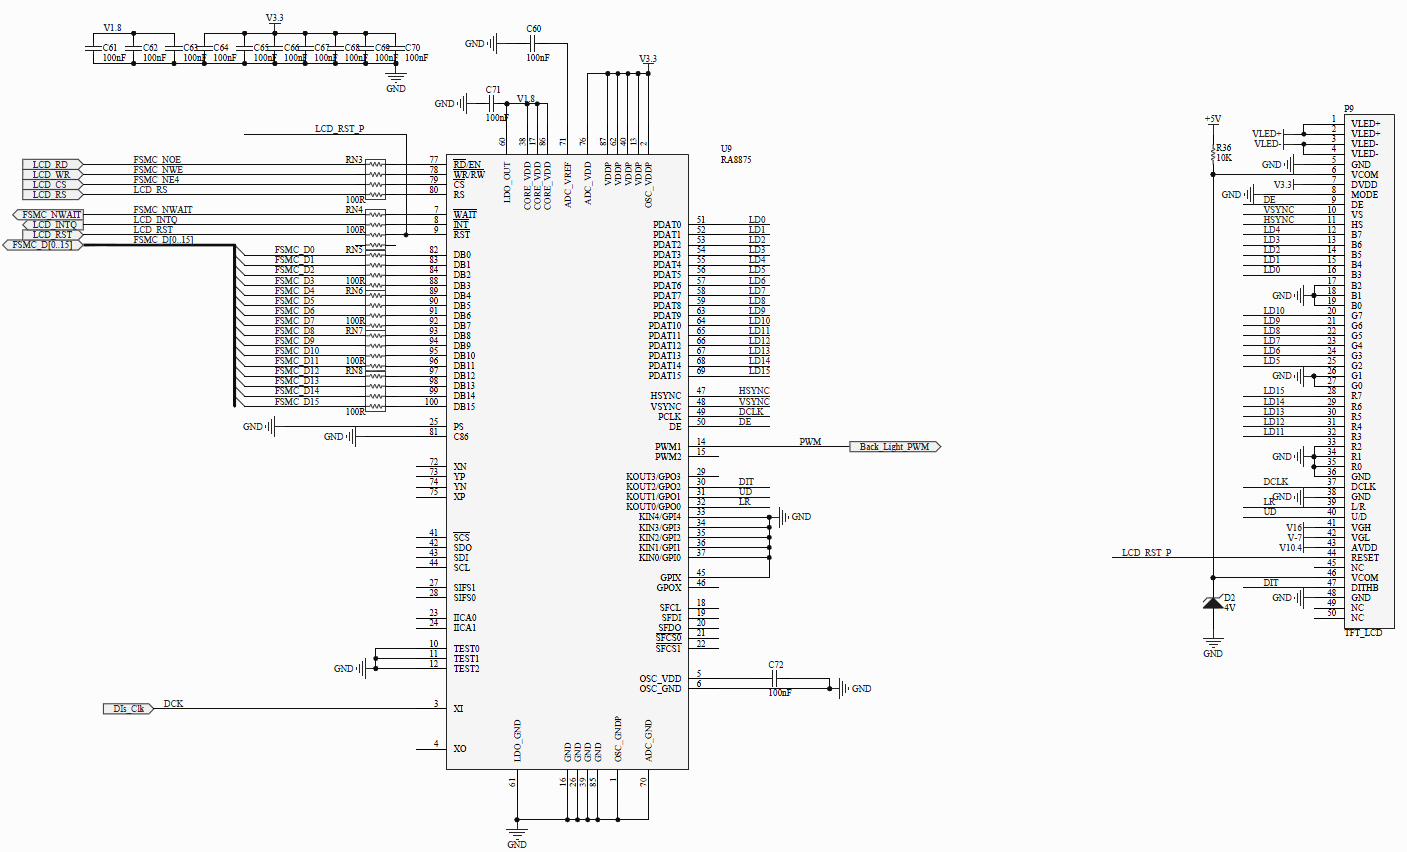 V3.3
V1.8
C61 C62 C63 C64 C65 C66 C67 C68 C69 C70
100nF 100nF 100nF 100nF 100nF 100nF 100nF 100nF 100nF 100nF
GND
C60
GND
100nF
C71
GND
100nF
V1.8
V3.3
60 38 17 86 71 76 87 62 40 13 2
LDO_OUT CORE_VDD CORE_VDD CORE_VDD ADC_VREF ADC_VDD VDDP VDDP VDDP VDDP OSC_VDDP
U9
RA8875
LCD_RST_P
LCD_RD FSMC_NOE RN3 77 RD/EN
LCD_WR FSMC_NWE 78 WR/RW
LCD_CS FSMC_NE4 79 CS
LCD_RS LCD_RS 80 RS
100R
FSMC_NWAIT FSMC_NWAIT RN4 7 WAIT
LCD_INTQ LCD_INTQ 8 INT
LCD_RST LCD_RST 100R 9 RST
FSMC_D[0..15] FSMC_D[0..15]
FSMC_D0 RN5 82 DB0
FSMC_D1 83 DB1
FSMC_D2 84 DB2
FSMC_D3 100R 88 DB3
FSMC_D4 RN6 89 DB4
FSMC_D5 90 DB5
FSMC_D6 91 DB6
FSMC_D7 100R 92 DB7
FSMC_D8 RN7 93 DB8
FSMC_D9 94 DB9
FSMC_D10 95 DB10
FSMC_D11 100R 96 DB11
FSMC_D12 RN8 97 DB12
FSMC_D13 98 DB13
FSMC_D14 99 DB14
FSMC_D15 100R 100 DB15
GND 25 PS
GND 81 C86
72 XN
73 YP
74 YN
75 XP
41 SCS
42 SDO
43 SDI
44 SCL
27 SIFS1
28 SIFS0
23 IICA0
24 IICA1
10 TEST0
11 TEST1
GND 12 TEST2
DIs_Clk DCK 3 XI
4 XO
PDAT0 51 LD0
PDAT1 52 LD1
PDAT2 53 LD2
PDAT3 54 LD3
PDAT4 55 LD4
PDAT5 56 LD5
PDAT6 57 LD6
PDAT7 58 LD7
PDAT8 59 LD8
PDAT9 63 LD9
PDAT10 64 LD10
PDAT11 65 LD11
PDAT12 66 LD12
PDAT13 67 LD13
PDAT14 68 LD14
PDAT15 69 LD15
HSYNC 47 HSYNC
VSYNC 48 VSYNC
PCLK 49 DCLK
DE 50 DE
PWM1 14 PWM Back_Light_PWM
PWM2 15
KOUT3/GPO3 29
KOUT2/GPO2 30 DIT
KOUT1/GPO1 31 UD
KOUT0/GPO0 32 LR
KIN4/GPI4 33 GND
KIN3/GPI3 34
KIN2/GPI2 35
KIN1/GPI1 36
KIN0/GPI0 37
GPIX 45
GPOX 46
SFCL 18
SFDI 19
SFDO 20
SFCS0 21
SFCS1 22
C72
OSC_VDD 5
OSC_GND 6 100nF GND
LDO_GND GND GND GND GND OSC_GNDP ADC_GND
61 16 26 39 85 1 70
GND
P9
+5V
R36
10K
1 VLED+
VLED+ 2 VLED+
VLED- 3 VLED-
4 VLED-
GND 5 GND
6 VCOM
V3.3 7 DVDD
GND 8 MODE
DE 9 DE
VSYNC 10 VS
HSYNC 11 HS
LD4 12 B7
LD3 13 B6
LD2 14 B5
LD1 15 B4
LD0 16 B3
17 B2
GND 18 B1
19 B0
LD10 20 G7
LD9 21 G6
LD8 22 G5
LD7 23 G4
LD6 24 G3
LD5 25 G2
GND 26 G1
27 G0
LD15 28 R7
LD14 29 R6
LD13 30 R5
LD12 31 R4
LD11 32 R3
33 R2
GND 34 R1
35 R0
36 GND
DCLK 37 DCLK
GND 38 GND
LR 39 L/R
UD 40 U/D
V16 41 VGH
V-7 42 VGL
V10.4 43 AVDD
LCD_RST_P 44 RESET
45 NC
46 VCOM
DIT 47 DITHB
GND 48 GND
49 NC
50 NC
TFT_LCD
D2
4V
GND